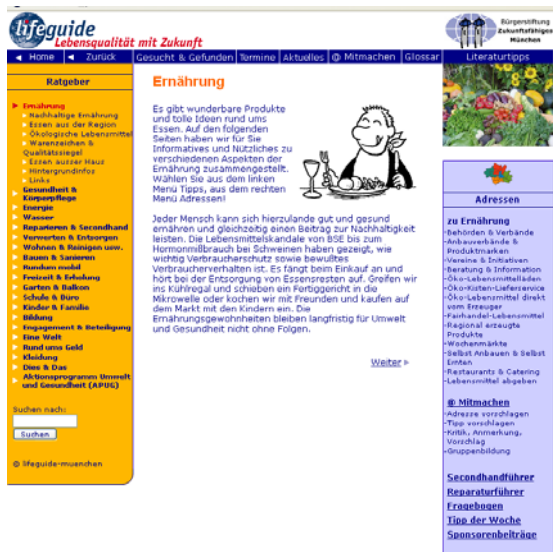 lifeguide
Lebensqualität mit Zukunft
Bürgerstiftung
Zukunftsfähiges
München
Home
Zurück
Gesucht & Gefunden
Termine
Aktuelles
@ Mitmachen
Glossar
Literaturtipps
Ratgeber
Ernährung
Nachhaltige Ernährung
Essen aus der Region
Ökologische Lebensmittel
Warenzeichen &
Qualitätssiegel
Essen ausser Haus
Hintergrundinfos
Links
Gesundheit &
Körperpflege
Energie
Wasser
Reparieren & Secondhand
Verwerten & Entsorgen
Wohnen & Reinigen usw.
Bauen & Sanieren
Rundum mobil
Freizeit & Erholung
Garten & Balkon
Schule & Büro
Kinder & Familie
Bildung
Engagement & Beteiligung
Eine Welt
Rund ums Geld
Kleidung
Dies & Das
Aktionsprogramm Umwelt
und Gesundheit (APUG)
Suchen nach:
Suchen
© lifeguide-muenchen
Ernährung
Es gibt wunderbare Produkte
und tolle Ideen rund ums
Essen. Auf den folgenden
Seiten haben wir für Sie
Informatives und Nützliches zu
verschiedenen Aspekten der
Ernährung zusammengestellt.
Wählen Sie aus dem linken
Menü Tipps, aus dem rechten
Menü Adressen!
Jeder Mensch kann sich hierzulande gut und gesund
ernähren und gleichzeitig einen Beitrag zur Nachhaltigkeit
leisten. Die Lebensmittelskandale von BSE bis zum
Hormonmißbrauch bei Schweinen haben gezeigt, wie
wichtig Verbraucherschutz sowie bewußtes
Verbraucherverhalten ist. Es fängt beim Einkauf an und
hört bei der Entsorgung von Essensresten auf. Greifen wir
ins Kühlregal und schieben ein Fertiggericht in die
Mikrowelle oder kochen wir mit Freunden und kaufen auf
dem Markt mit den Kindern ein. Die
Ernährungsgewohnheiten bleiben langfristig für Umwelt
und Gesundheit nicht ohne Folgen.
Weiter
Adressen
zu Ernährung
-Behörden & Verbände
-Anbauverbände &
Produktmarken
-Vereine & Initiativen
-Beratung & Information
-Öko-Lebensmittelläden
-Öko-Kisten-Lieferservice
-Öko-Lebensmittel direkt
vom Erzeuger
-Fairhandel-Lebensmittel
-Regional erzeugte
Produkte
-Wochenmärkte
-Selbst Anbauen & Selbst
Ernten
-Restaurants & Catering
-Lebensmittel abgeben
@ Mitmachen
-Adresse vorschlagen
-Tipp vorschlagen
-Kritik, Anmerkung,
Vorschlag
-Gruppenbildung
Secondhandführer
Reparaturführer
Fragebogen
Tipp der Woche
Sponsorenbeiträge